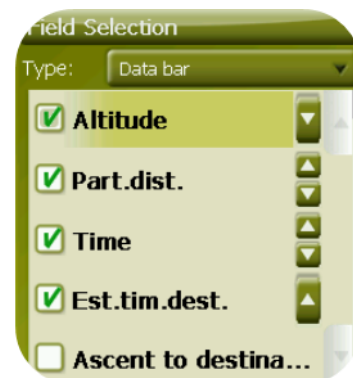 Field Selection
Type: Data bar
Altitude
Part.dist.
Time
Est.tim.dest.
Ascent to destina...